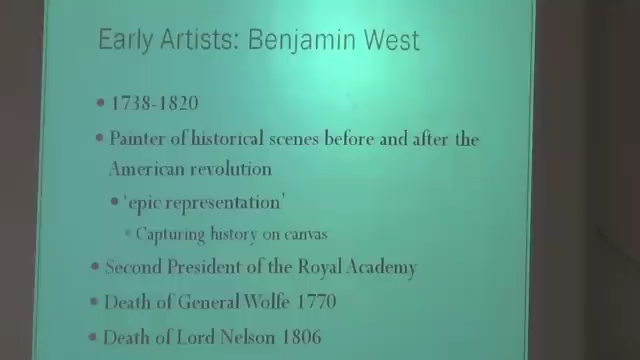 Early Artists: Benjamin West
• 1738-1820
• Painter of historical scenes before and after the
American revolution
• 'epic representation'
• Capturing history on canvas
• Second President of the Royal Academy
• Death of General Wolfe 1770
• Death of Lord Nelson 1806